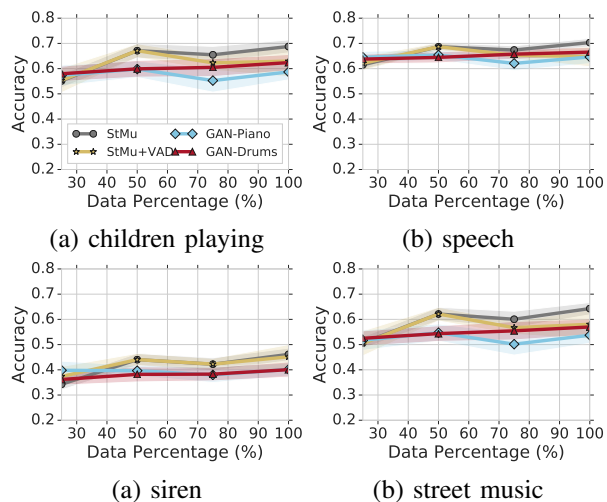 0.8
0.7
0.6
0.5
0.4
0.3
0.2
Accuracy
StMu
GAN-Piano
StMu+VAD
GAN-Drums
30 40 50 60 70 80 90 100
Data Percentage (%)
(a) children playing
0.8
0.7
0.6
0.5
0.4
0.3
0.2
Accuracy
30 40 50 60 70 80 90 100
Data Percentage (%)
(b) speech
0.8
0.7
0.6
0.5
0.4
0.3
0.2
Accuracy
30 40 50 60 70 80 90 100
Data Percentage (%)
(a) siren
0.8
0.7
0.6
0.5
0.4
0.3
0.2
Accuracy
30 40 50 60 70 80 90 100
Data Percentage (%)
(b) street music